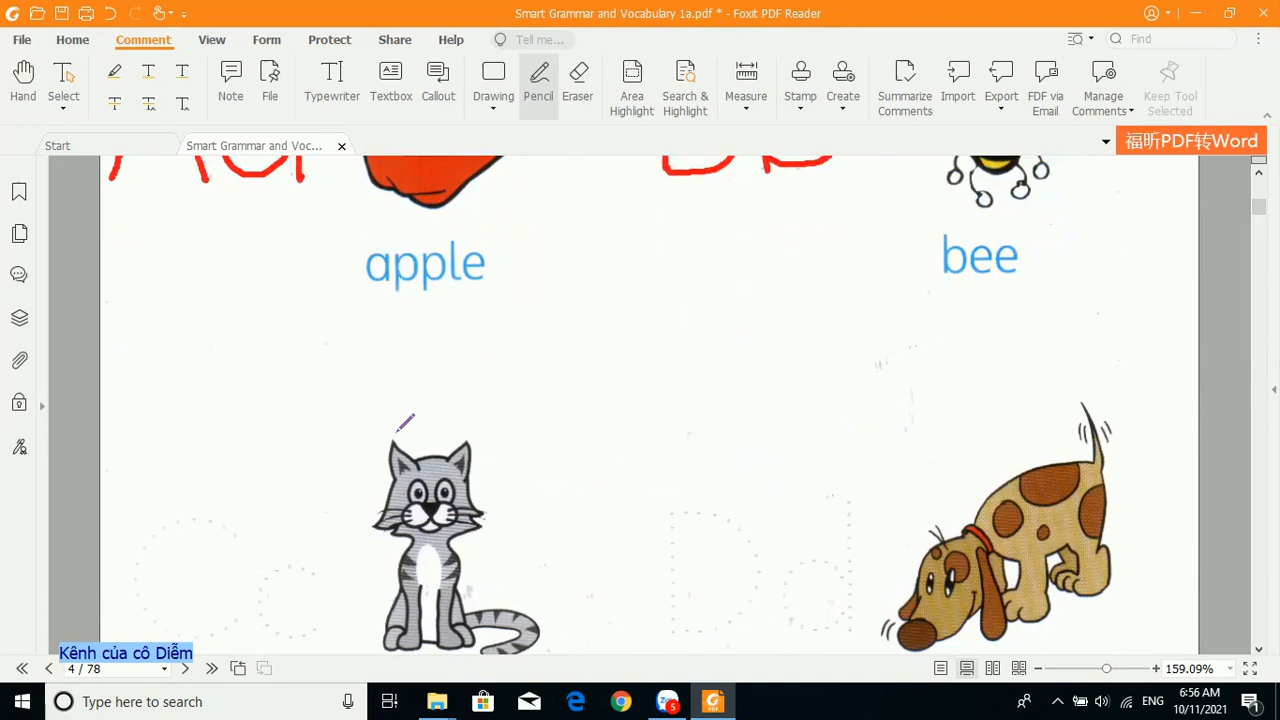 Smart Grammar and Vocabulary 1a.pdf * - Foxit PDF Reader
File Home Comment View Form Protect Share Help Tell me... Find
Hand Select Note File Typewriter Textbox Callout Drawing Pencil Eraser Area Highlight Search & Highlight Measure Stamp Create Summarize Comments Import Export FDF via Email Manage Comments Keep Tool Selected
Start Smart Grammar and Voc... 福昕PDF转Word
A a B b
apple bee
C c D d
Kênh của cô Diễm
4 / 78 159.09%
Type here to search ENG 6:56 AM
10/11/2021
5
1